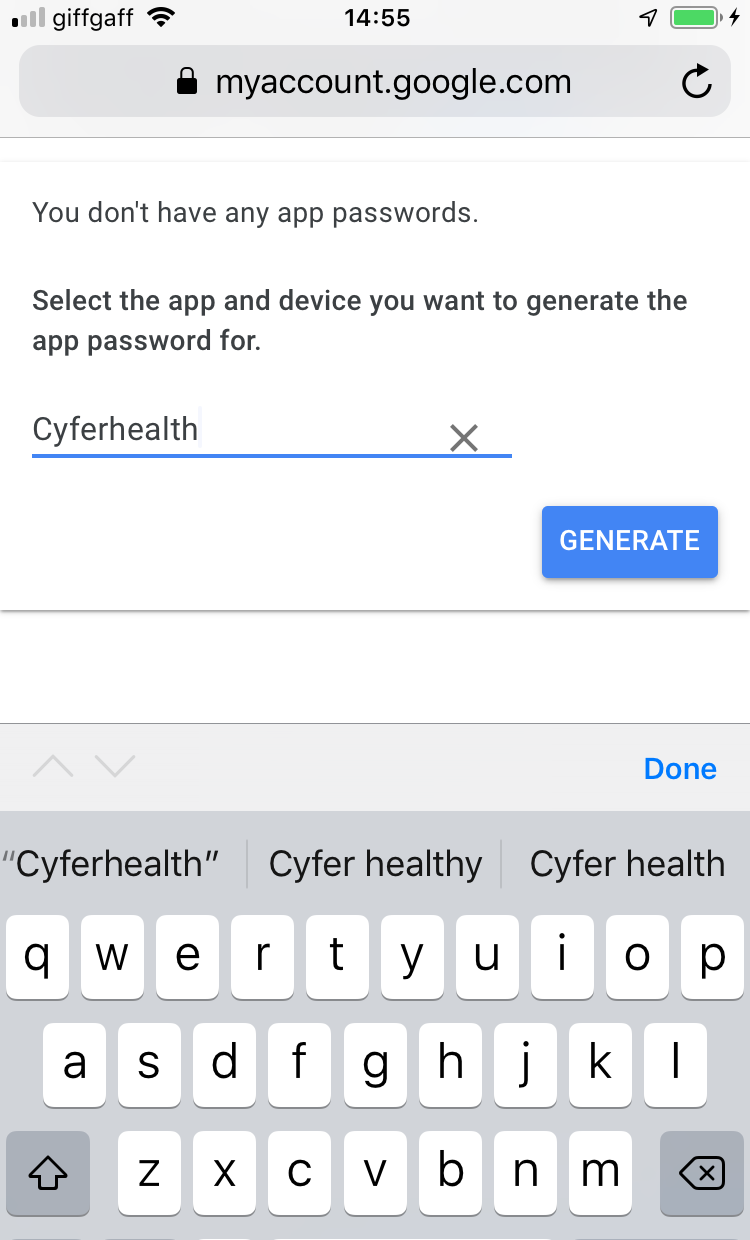 giffgaff 14:55
myaccount.google.com
You don't have any app passwords.
Select the app and device you want to generate the
app password for.
Cyferhealth
GENERATE
Done
“Cyferhealth” Cyfer healthy Cyfer health
q w e r t y u i o p
a s d f g h j k l
z x c v b n m